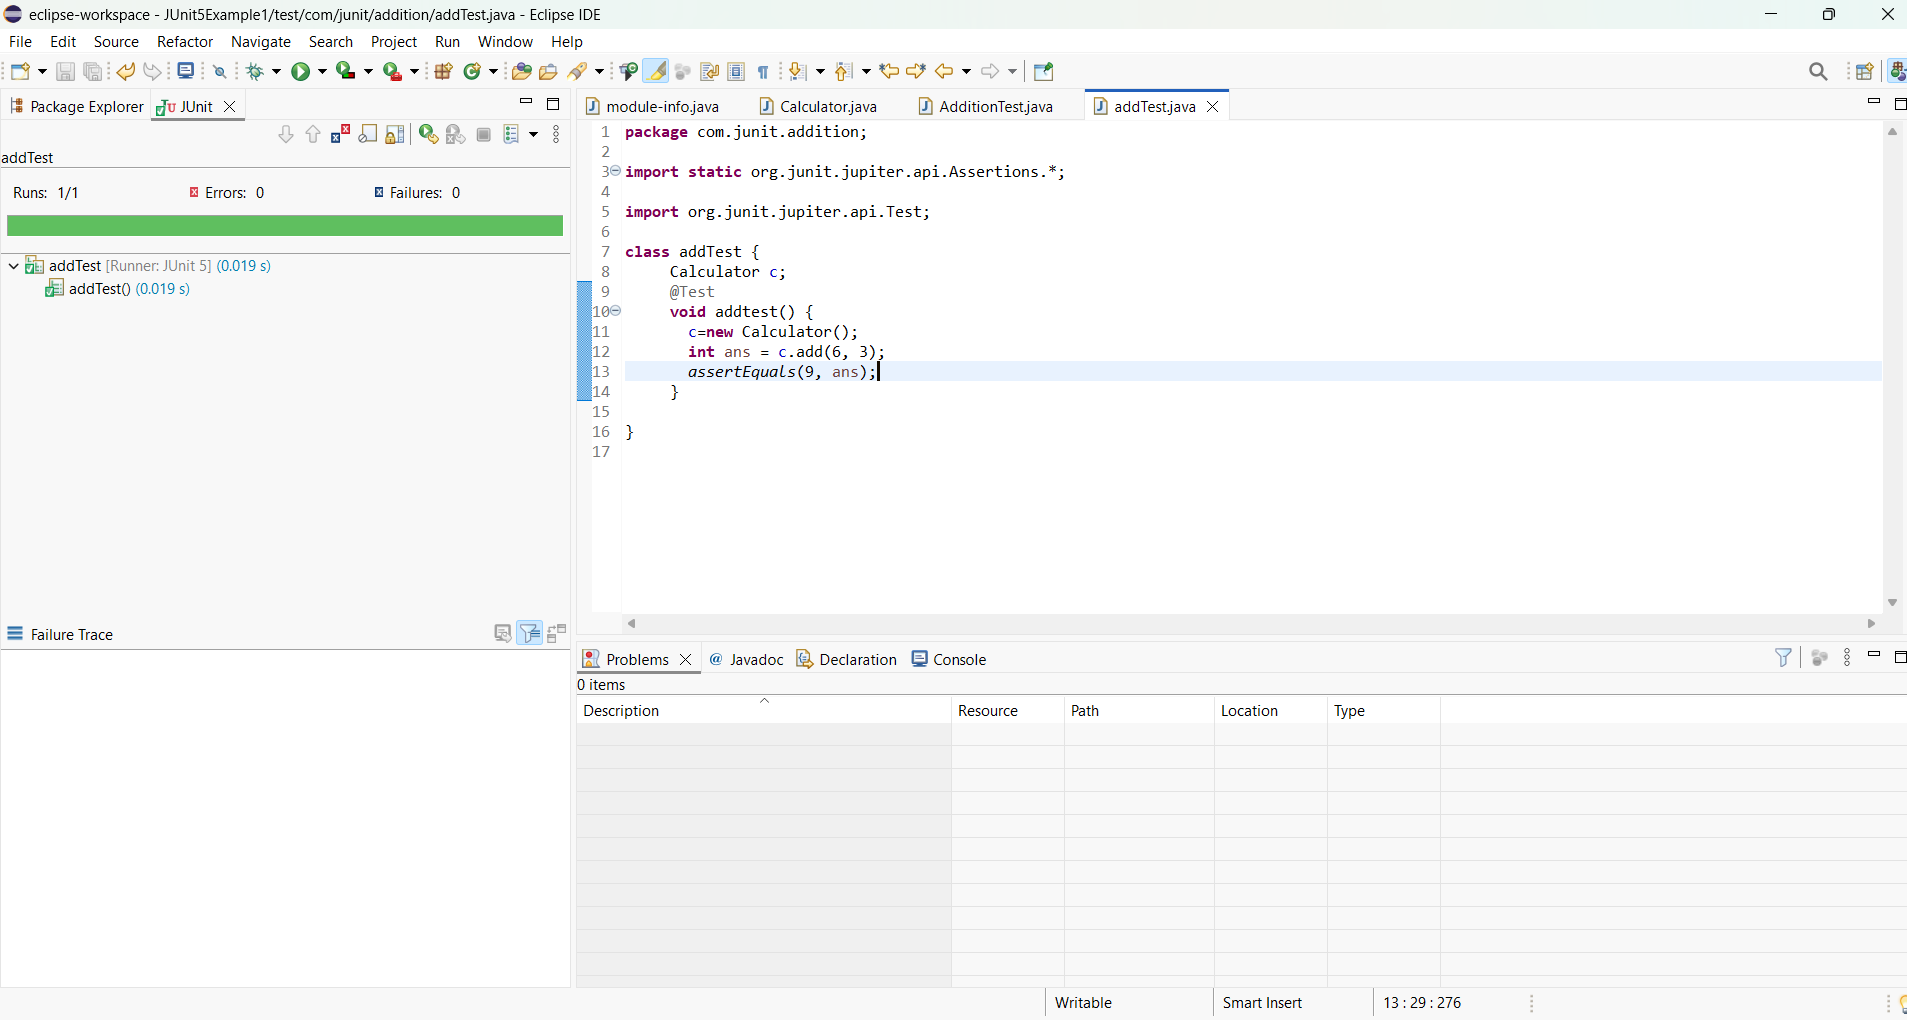 eclipse-workspace - JUnit5Example1/test/com/junit/addition/addTest.java - Eclipse IDE
File Edit Source Refactor Navigate Search Project Run Window Help
Package Explorer JUnit
addTest
Runs: 1/1 Errors: 0 Failures: 0
addTest [Runner: JUnit 5] (0.019 s)
addTest() (0.019 s)
Failure Trace
module-info.java Calculator.java AdditionTest.java addTest.java
1 package com.junit.addition;
2
3 import static org.junit.jupiter.api.Assertions.*;
4
5 import org.junit.jupiter.api.Test;
6
7 class addTest {
8 Calculator c;
9 @Test
10 void addtest() {
11 c=new Calculator();
12 int ans = c.add(6, 3);
13 assertEquals(9, ans);
14 }
15
16 }
17
Problems @ Javadoc Declaration Console
0 items
Description Resource Path Location Type
Writable Smart Insert 13 : 29 : 276